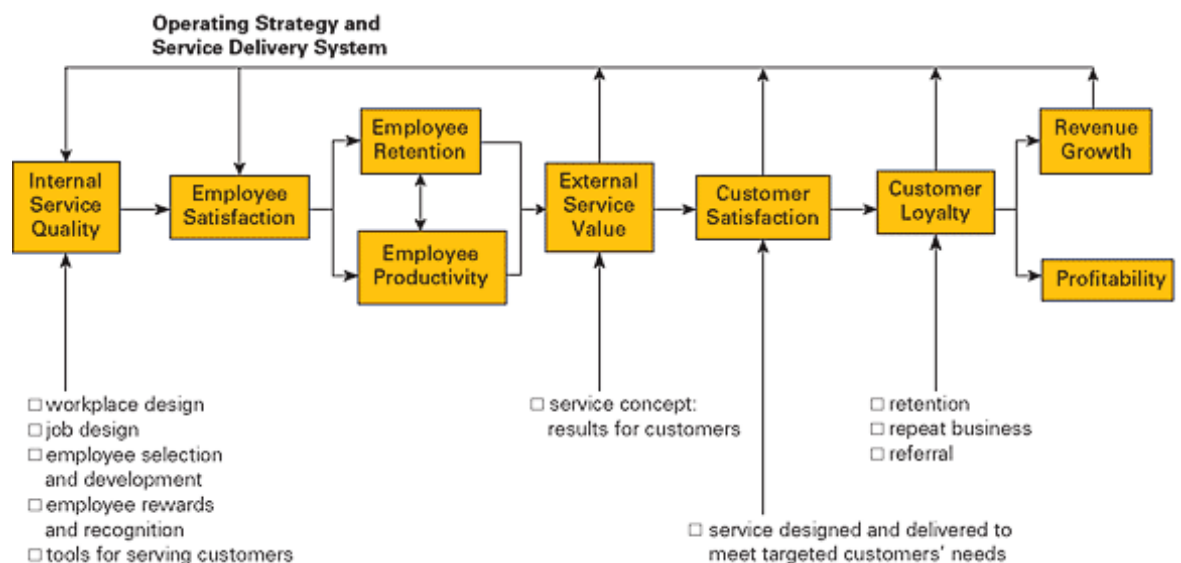 Operating Strategy and
Service Delivery System
Internal
Service
Quality
Employee
Satisfaction
Employee
Retention
Employee
Productivity
External
Service
Value
Customer
Satisfaction
Customer
Loyalty
Revenue
Growth
Profitability
□ workplace design
□ job design
□ employee selection
and development
□ employee rewards
and recognition
□ tools for serving customers
□ service concept:
results for customers
□ service designed and delivered to
meet targeted customers' needs
□ retention
□ repeat business
□ referral